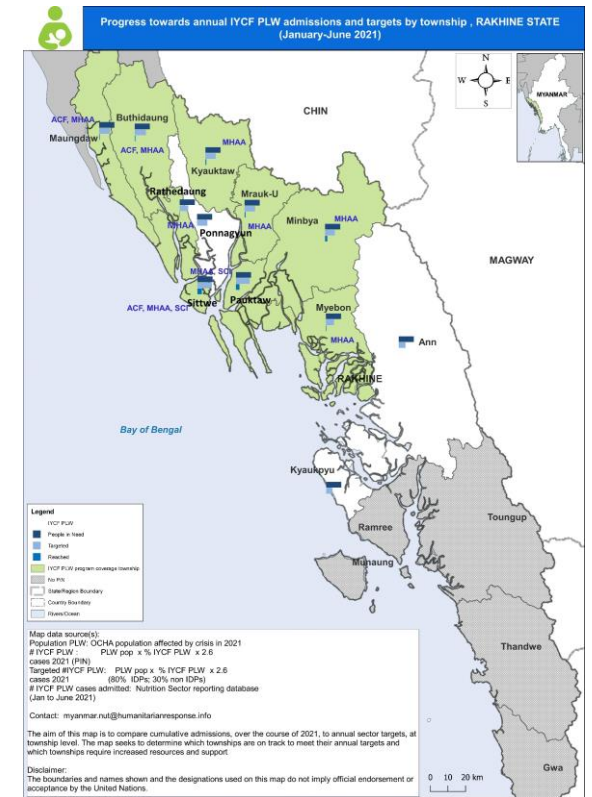 Progress towards annual IYCF PLW admissions and targets by township , RAKHINE STATE
(January-June 2021)
N
W E
S
MYANMAR
CHIN
ACF, MHAA
Buthidaung
Maungdaw
ACF, MHAA
MHAA
Kyauktaw
Rathedaung
Mrauk-U
Minbya
MHAA
MHAA
Ponnagyun
MHAA
MAGWAY
MHAA, SCI
Sittwe
Pauktaw
ACF, MHAA, SCI
Myebon
MHAA
Ann
RAKHINE
Bay of Bengal
Kyaukpyu
Ramree
Toungup
Munaung
Thandwe
Gwa
Legend
IYCF PLW
People in Need
Targeted
Reached
IYCF PLW program coverage township
No PIN
State/Region Boundary
Country Boundary
Rivers/Ocean
Map data source(s):
Population PLW: OCHA population affected by crisis in 2021
# IYCF PLW : PLW pop x % IYCF PLW x 2.6
cases 2021 (PIN)
Targeted #IYCF PLW: PLW pop x % IYCF PLW x 2.6
cases 2021 (80% IDPs; 30% non IDPs)
# IYCF PLW cases admitted: Nutrition Sector reporting database
(Jan to June 2021)
Contact: myanmar.nut@humanitarianresponse.info
The aim of this map is to compare cumulative admissions, over the course of 2021, to annual sector targets, at
township level. The map seeks to determine which townships are on track to meet their annual targets and
which townships require increased resources and support
Disclaimer:
The boundaries and names shown and the designations used on this map do not imply official endorsement or
acceptance by the United Nations.
0 10 20 km